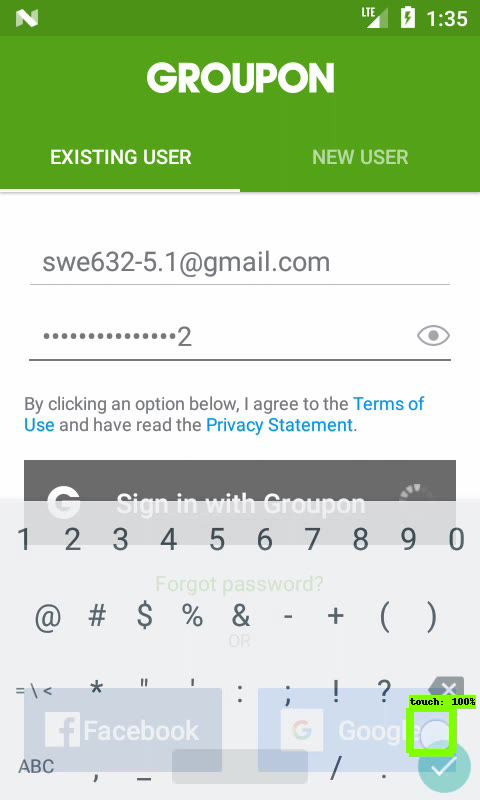 LTE 1:35
GROUPON
EXISTING USER NEW USER
swe632-5.1@gmail.com
•••••••••••••••2
By clicking an option below, I agree to the Terms of
Use and have read the Privacy Statement.
G Sign in with Groupon
1 2 3 4 5 6 7 8 9 0
Forgot password?
@ # $ % & - + ( )
OR
= \ < * " ' : ; ! ?
touch: 100%
Facebook G Google
ABC , _ / .